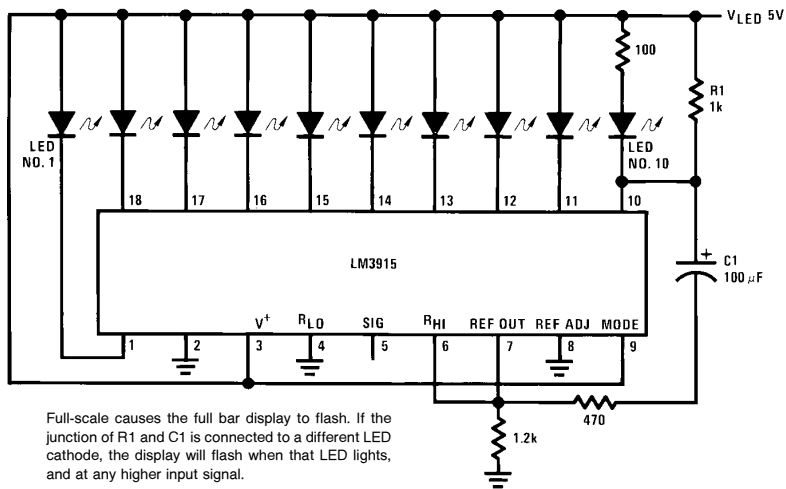 V_LED 5V
100
R1
1k
LED
NO. 1
LED
NO. 10
18 17 16 15 14 13 12 11 10
LM3915
+
C1
100 μF
V+ R_LO SIG R_HI REF OUT REF ADJ MODE
1 2 3 4 5 6 7 8 9
470
1.2k
Full-scale causes the full bar display to flash. If the
junction of R1 and C1 is connected to a different LED
cathode, the display will flash when that LED lights,
and at any higher input signal.